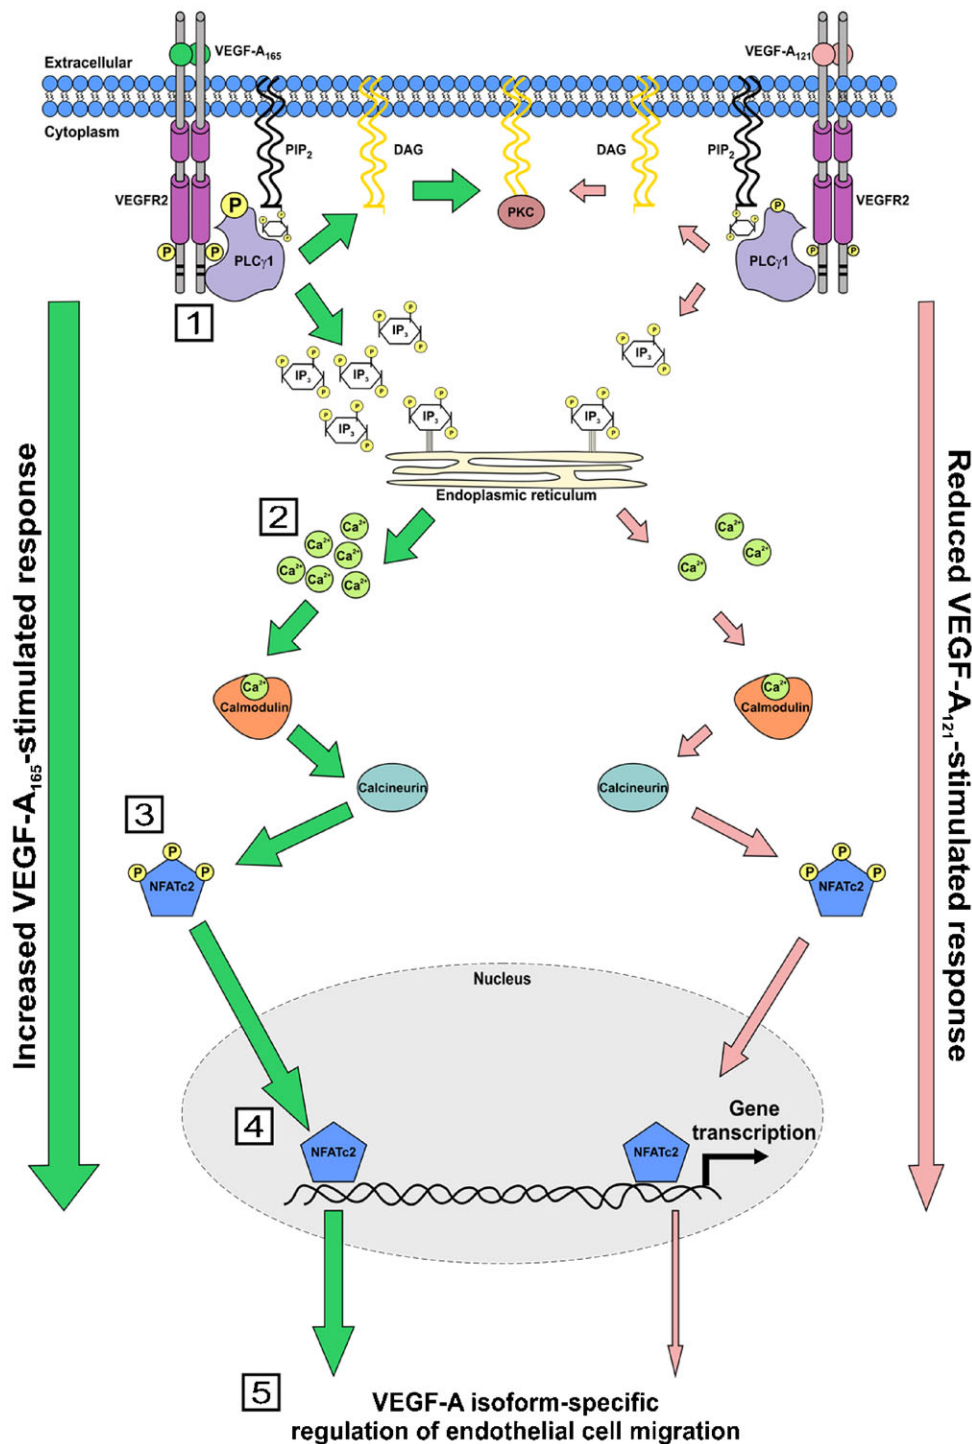 VEGF-A165
VEGF-A121
Extracellular
Cytoplasm
PIP2
DAG
DAG
PIP2
VEGFR2
VEGFR2
PKC
P
P
P
P
P
P
PLCγ1
PLCγ1
P
P
P
P
P
P
1
IP3
P
P
P
IP3
P
P
P
IP3
P
P
P
IP3
P
P
P
IP3
P
P
P
IP3
P
P
P
IP3
P
P
P
Endoplasmic reticulum
2
Ca2+
Ca2+
Ca2+
Ca2+
Ca2+
Ca2+
Ca2+
Ca2+
Ca2+
Ca2+
Calmodulin
Ca2+
Calmodulin
Calcineurin
Calcineurin
3
P
P
P
NFATc2
P
P
P
NFATc2
Increased VEGF-A165-stimulated response
Reduced VEGF-A121-stimulated response
Nucleus
4
Gene
transcription
NFATc2
NFATc2
5
VEGF-A isoform-specific
regulation of endothelial cell migration